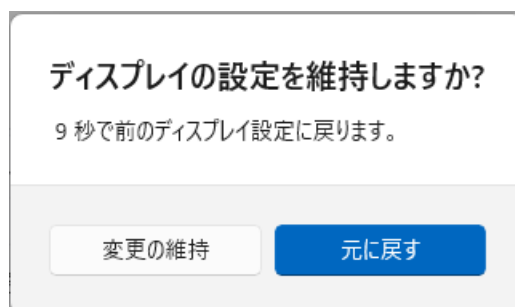 ディスプレイの設定を維持しますか?
9 秒で前のディスプレイ設定に戻ります。
変更の維持
元に戻す